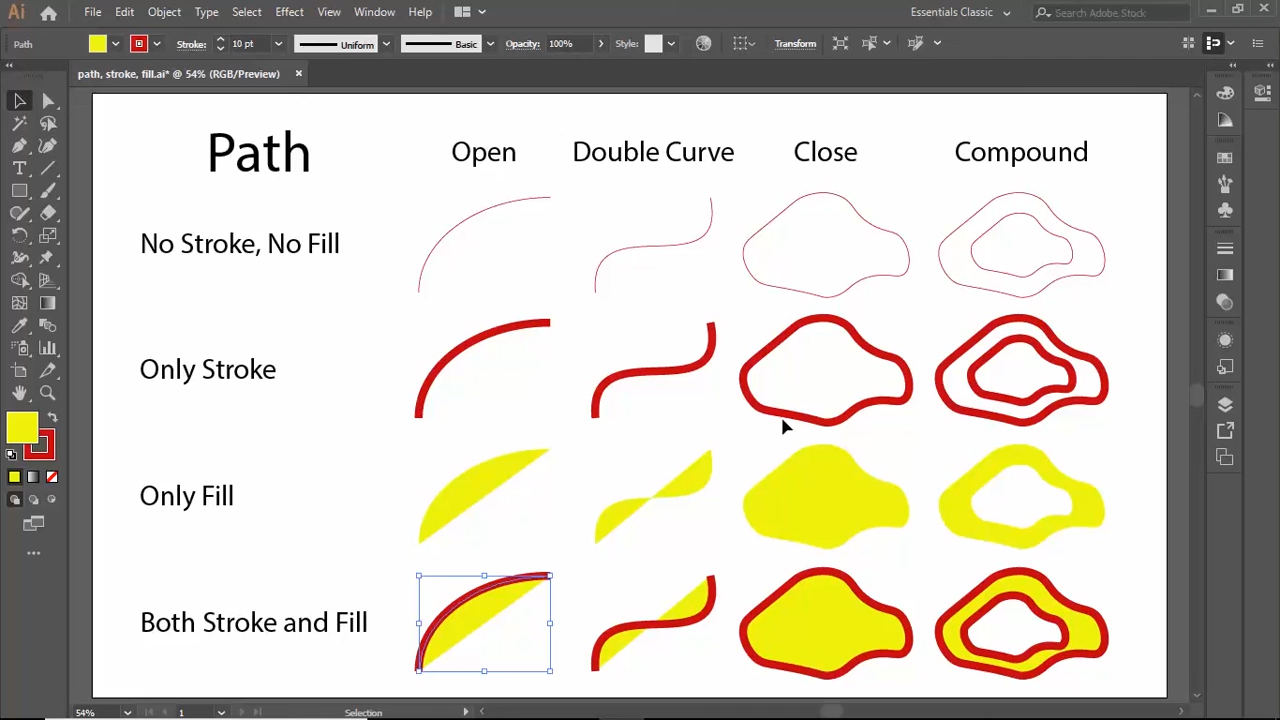 Ai File Edit Object Type Select Effect View Window Help Essentials Classic Search Adobe Stock
Path Stroke: 10 pt Uniform Basic Opacity: 100% Style: Transform
path, stroke, fill.ai* @ 54% (RGB/Preview)
Path Open Double Curve Close Compound
No Stroke, No Fill
Only Stroke
Only Fill
Both Stroke and Fill
54% 1 Selection